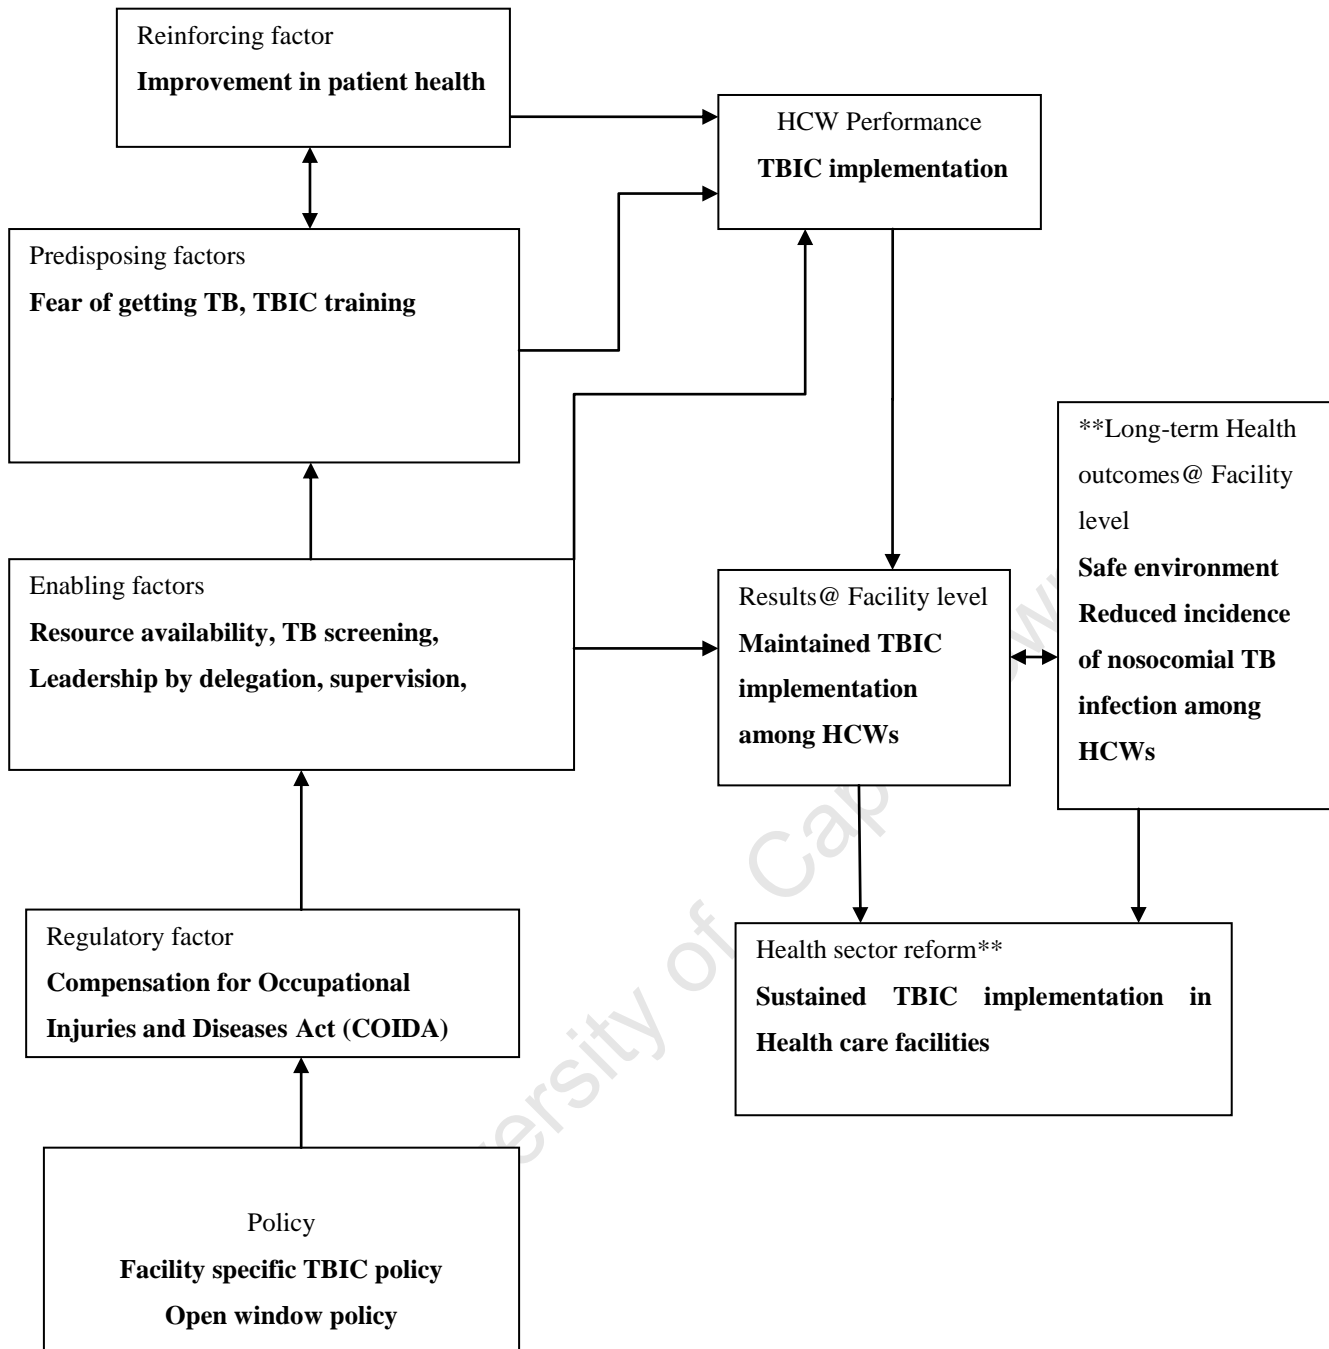 Reinforcing factor
Improvement in patient health
HCW Performance
TBIC implementation
Predisposing factors
Fear of getting TB, TBIC training
**Long-term Health
outcomes@ Facility
level
Safe environment
Reduced incidence
of nosocomial TB
infection among
HCWs
Enabling factors
Resource availability, TB screening,
Leadership by delegation, supervision,
Results@ Facility level
Maintained TBIC
implementation
among HCWs
Regulatory factor
Compensation for Occupational
Injuries and Diseases Act (COIDA)
Health sector reform**
Sustained TBIC implementation in
Health care facilities
Policy
Facility specific TBIC policy
Open window policy
ersity of Cap